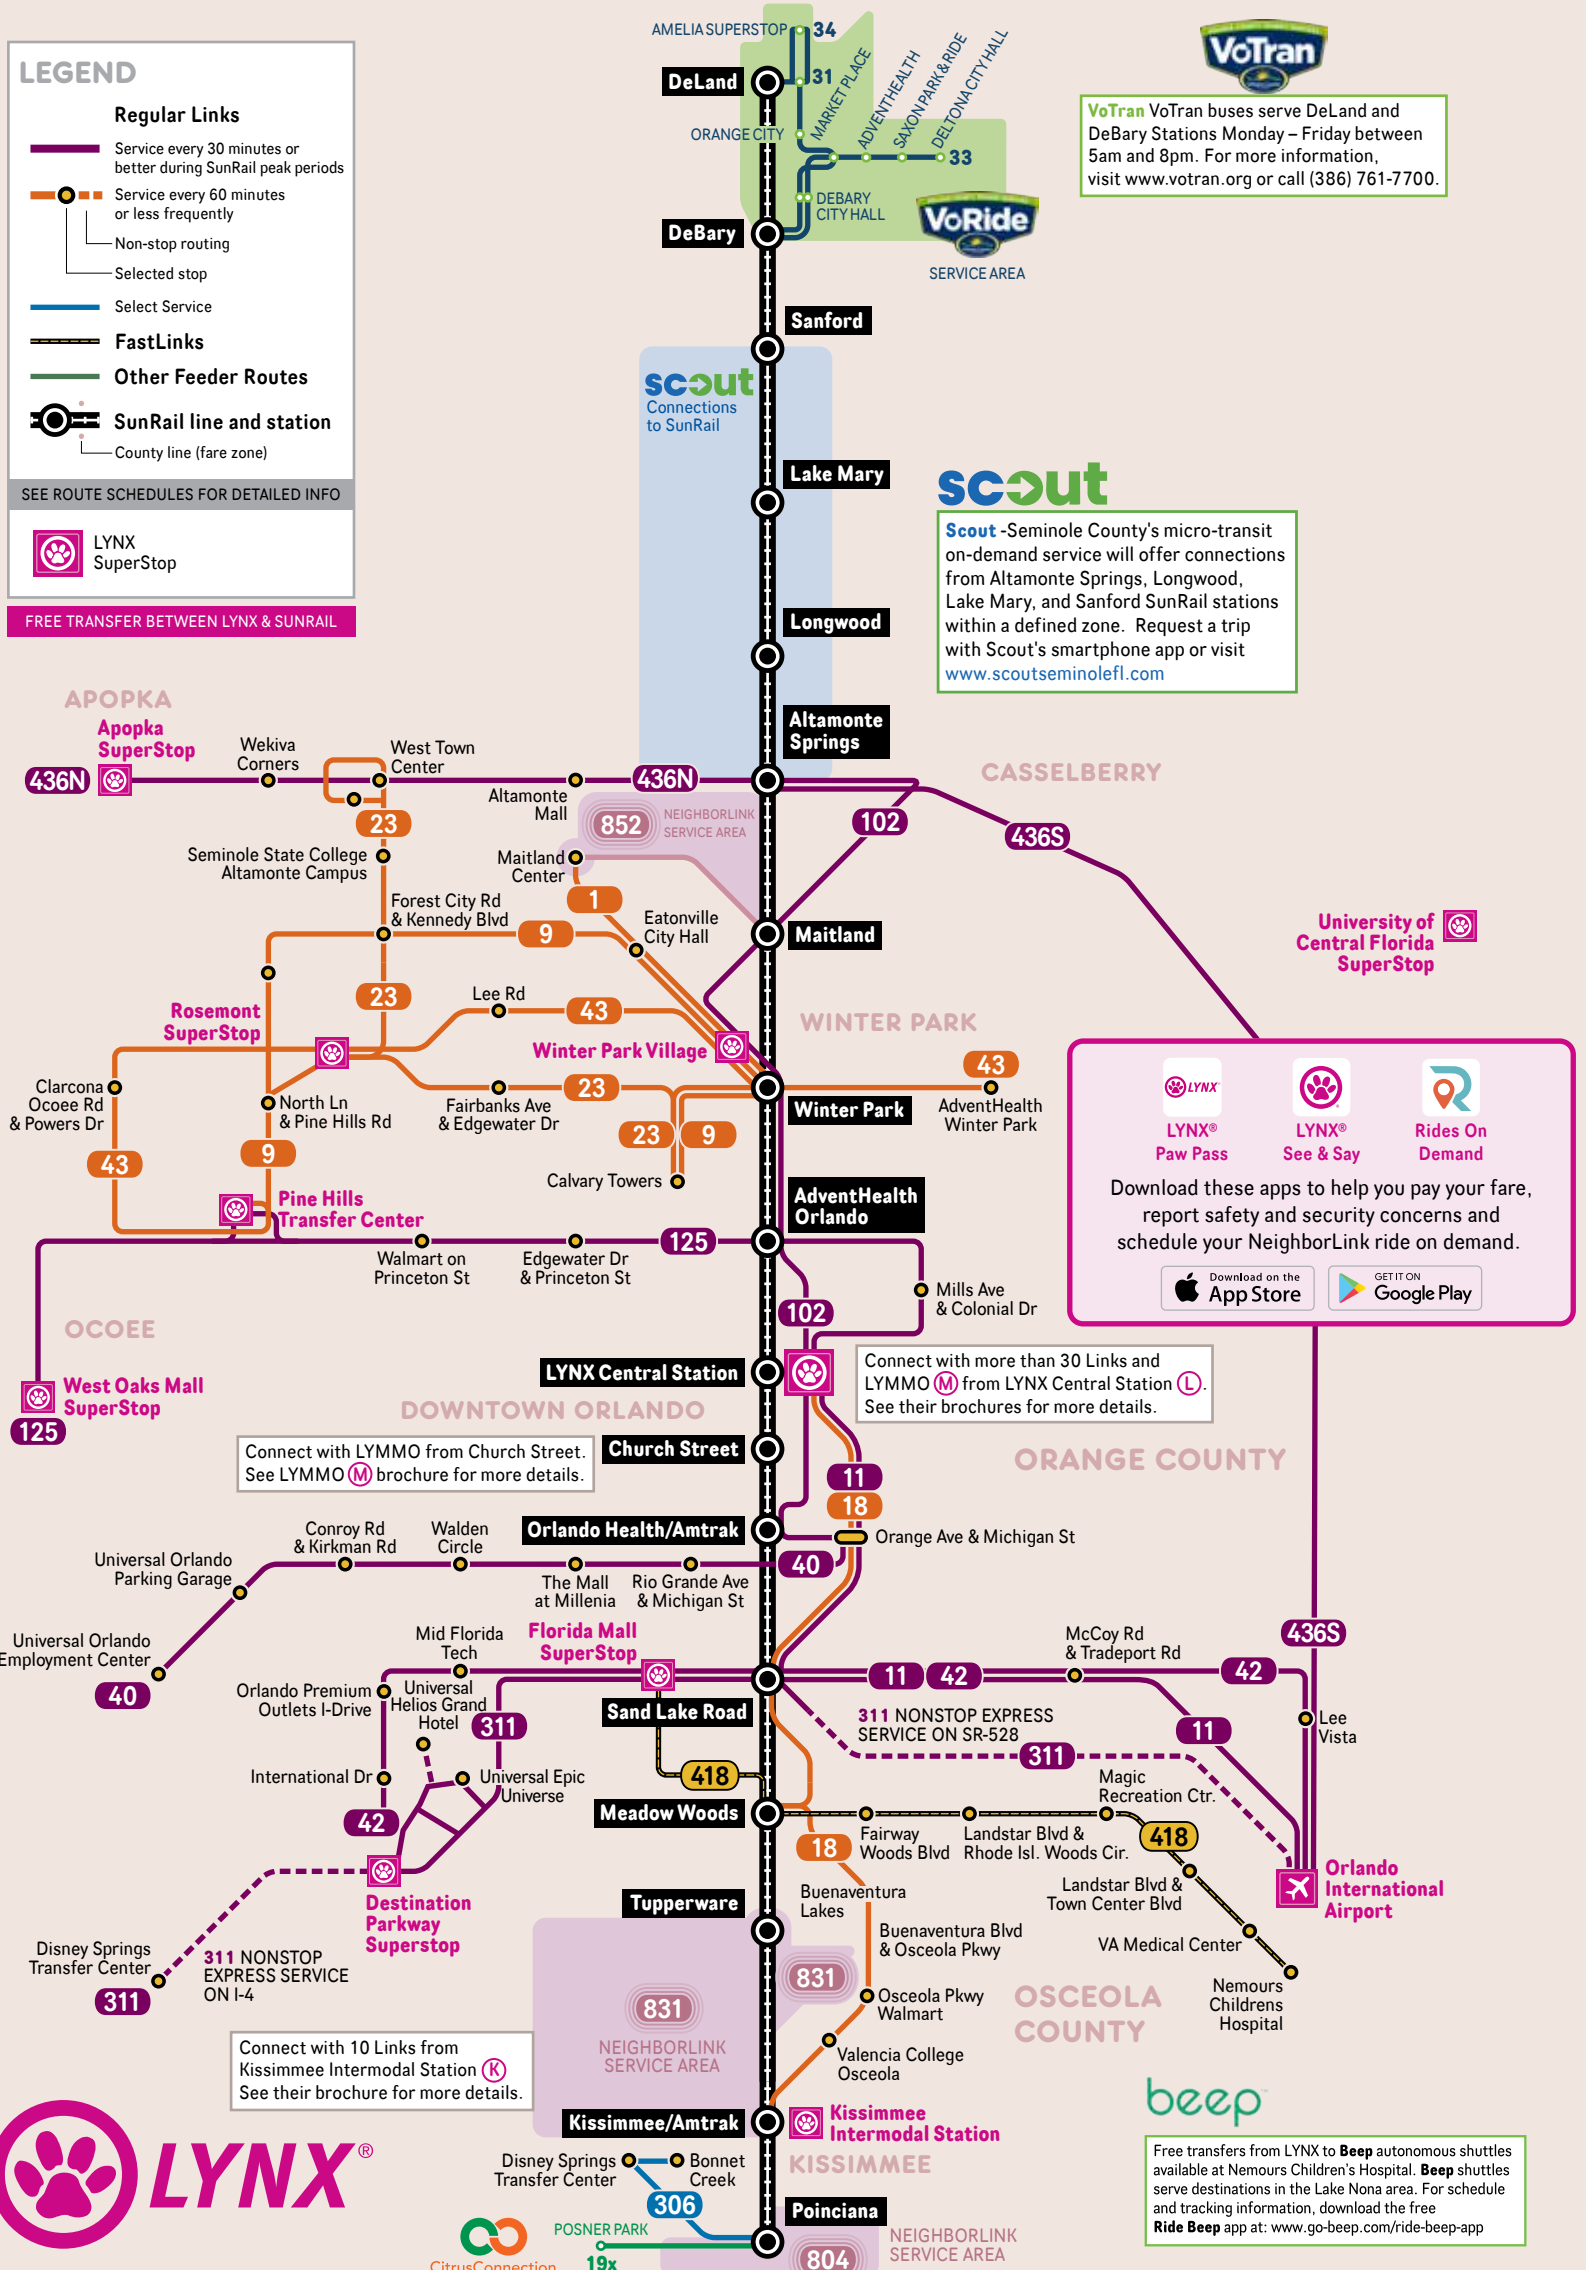 LEGEND
Regular Links
Service every 30 minutes or
better during SunRail peak periods
Service every 60 minutes
or less frequently
Non-stop routing
Selected stop
Select Service
FastLinks
Other Feeder Routes
SunRail line and station
County line (fare zone)
SEE ROUTE SCHEDULES FOR DETAILED INFO
LYNX
SuperStop
FREE TRANSFER BETWEEN LYNX & SUNRAIL
AMELIA SUPERSTOP
34
DeLand
31
MARKET PLACE
ADVENTHEALTH
SAXON PARK & RIDE
DELTONA CITY HALL
ORANGE CITY
33
DEBARY
CITY HALL
DeBary
VoRide
SERVICE AREA
VoTran
VoTran VoTran buses serve DeLand and
DeBary Stations Monday – Friday between
5am and 8pm. For more information,
visit www.votran.org or call (386) 761-7700.
Sanford
scout
Connections
to SunRail
Lake Mary
scout
Scout -Seminole County's micro-transit
on-demand service will offer connections
from Altamonte Springs, Longwood,
Lake Mary, and Sanford SunRail stations
within a defined zone. Request a trip
with Scout's smartphone app or visit
www.scoutseminolefl.com
Longwood
Altamonte
Springs
APOPKA
Apopka
SuperStop
436N
Wekiva
Corners
West Town
Center
Altamonte
Mall
436N
CASSELBERRY
23
852
NEIGHBORLINK
SERVICE AREA
102
436S
Seminole State College
Altamonte Campus
Maitland
Center
1
Forest City Rd
& Kennedy Blvd
9
Eatonville
City Hall
Maitland
University of
Central Florida
SuperStop
23
Lee Rd
43
Rosemont
SuperStop
Winter Park Village
WINTER PARK
43
Clarcona
Ocoee Rd
& Powers Dr
North Ln
& Pine Hills Rd
Fairbanks Ave
& Edgewater Dr
23
Winter Park
AdventHealth
Winter Park
23
9
43
9
Calvary Towers
LYNX
LYNX®
Paw Pass
LYNX®
See & Say
Rides On
Demand
Download these apps to help you pay your fare,
report safety and security concerns and
schedule your NeighborLink ride on demand.
Download on the
App Store
GET IT ON
Google Play
Pine Hills
Transfer Center
AdventHealth
Orlando
Walmart on
Princeton St
Edgewater Dr
& Princeton St
125
Mills Ave
& Colonial Dr
102
OCOEE
West Oaks Mall
SuperStop
125
LYNX Central Station
Connect with more than 30 Links and
LYMMO M from LYNX Central Station L.
See their brochures for more details.
DOWNTOWN ORLANDO
Connect with LYMMO from Church Street.
See LYMMO M brochure for more details.
Church Street
ORANGE COUNTY
11
18
Orlando Health/Amtrak
Orange Ave & Michigan St
Conroy Rd
& Kirkman Rd
Walden
Circle
Universal Orlando
Parking Garage
The Mall
at Millenia
Rio Grande Ave
& Michigan St
40
Universal Orlando
Employment Center
40
Mid Florida
Tech
Florida Mall
SuperStop
McCoy Rd
& Tradeport Rd
436S
11
42
42
Orlando Premium
Outlets I-Drive
Universal
Helios Grand
Hotel
311
Sand Lake Road
311 NONSTOP EXPRESS
SERVICE ON SR-528
311
11
Lee
Vista
International Dr
Universal Epic
Universe
418
42
Magic
Recreation Ctr.
Meadow Woods
18
Fairway
Woods Blvd
Landstar Blvd &
Rhode Isl. Woods Cir.
418
Destination
Parkway
Superstop
Buenaventura
Lakes
Landstar Blvd &
Town Center Blvd
Orlando
International
Airport
Tupperware
Buenaventura Blvd
& Osceola Pkwy
VA Medical Center
Disney Springs
Transfer Center
311
311 NONSTOP
EXPRESS SERVICE
ON I-4
831
831
NEIGHBORLINK
SERVICE AREA
Osceola Pkwy
Walmart
OSCEOLA
COUNTY
Nemours
Childrens
Hospital
Valencia College
Osceola
Connect with 10 Links from
Kissimmee Intermodal Station K
See their brochure for more details.
Kissimmee/Amtrak
Kissimmee
Intermodal Station
KISSIMMEE
LYNX®
Disney Springs
Transfer Center
Bonnet
Creek
306
Poinciana
POSNER PARK
19x
CitrusConnection
804
NEIGHBORLINK
SERVICE AREA
beep
Free transfers from LYNX to Beep autonomous shuttles
available at Nemours Children's Hospital. Beep shuttles
serve destinations in the Lake Nona area. For schedule
and tracking information, download the free
Ride Beep app at: www.go-beep.com/ride-beep-app